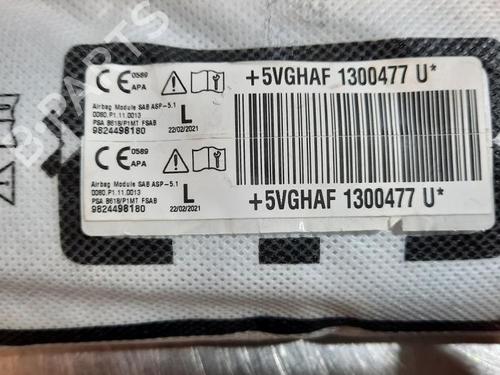 +5VGHAF 1300477 U*
CE 0589
APA
Airbag Module SAB ASP-5.1
0080.P1.11.0013
PSA B618/P1MT FSAB
9824498180
L
22/02/2021
CE 0589
APA
Airbag Module SAB ASP-5.1
0080.P1.11.0013
PSA B618/P1MT FSAB
9824498180
L
22/02/2021
+5VGHAF 1300477 U*
PARTS